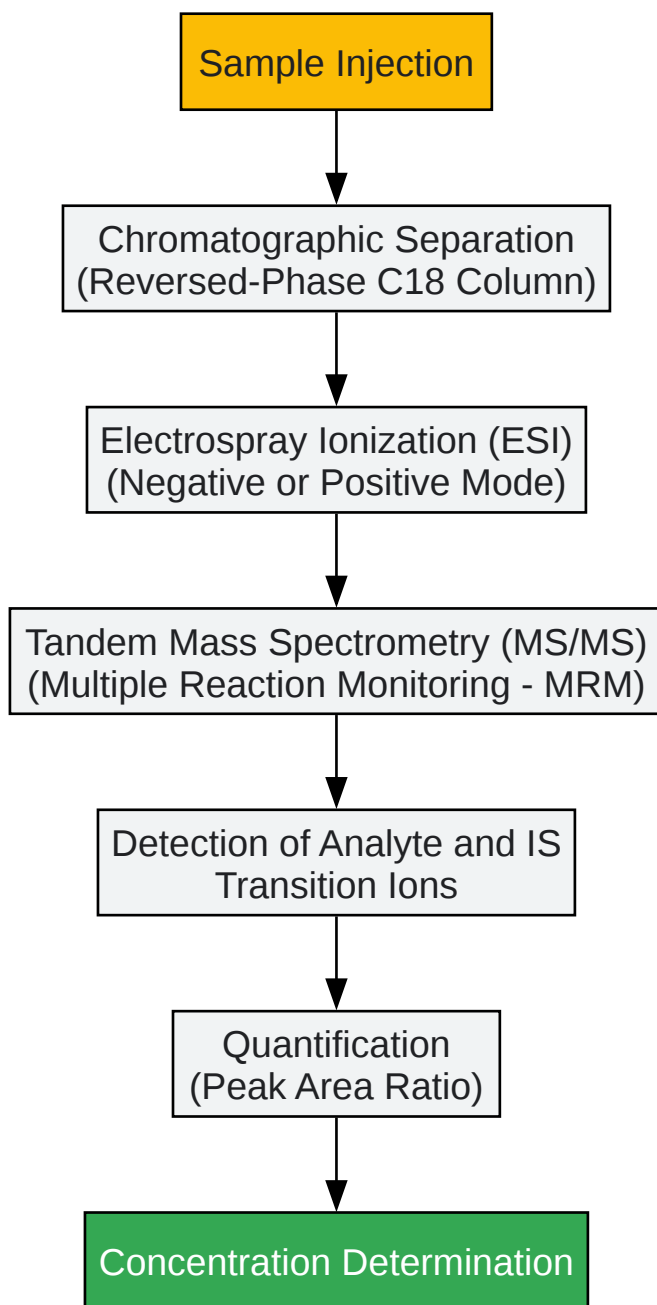 Sample Injection
Chromatographic Separation
(Reversed-Phase C18 Column)
Electrospray Ionization (ESI)
(Negative or Positive Mode)
Tandem Mass Spectrometry (MS/MS)
(Multiple Reaction Monitoring - MRM)
Detection of Analyte and IS
Transition Ions
Quantification
(Peak Area Ratio)
Concentration Determination